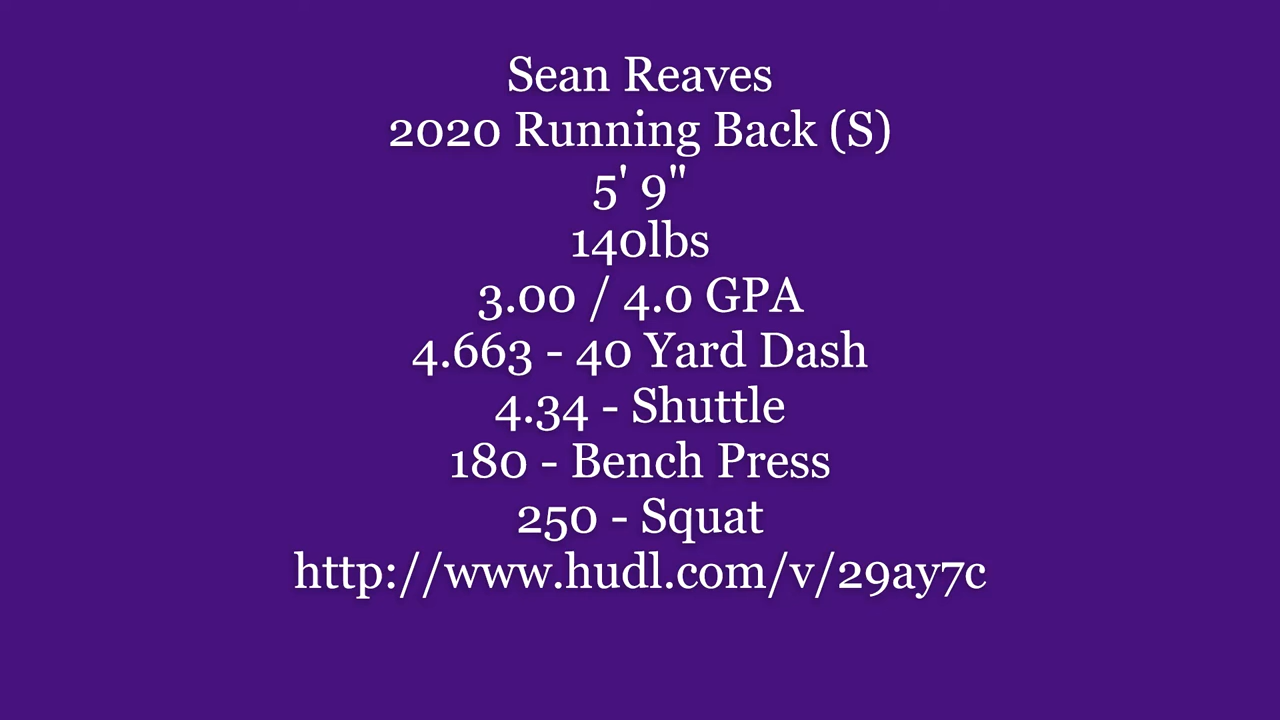 Sean Reaves
2020 Running Back (S)
5' 9"
140lbs
3.00 / 4.0 GPA
4.663 - 40 Yard Dash
4.34 - Shuttle
180 - Bench Press
250 - Squat
http://www.hudl.com/v/29ay7c